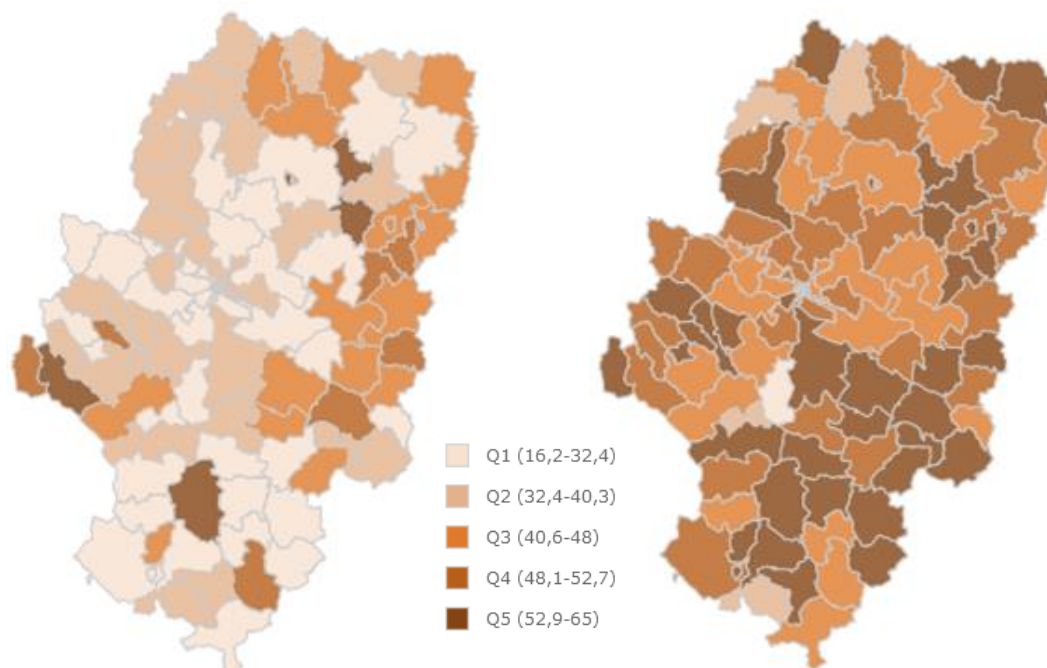 Q1 (16,2-32,4)
Q2 (32,4-40,3)
Q3 (40,6-48)
Q4 (48,1-52,7)
Q5 (52,9-65)